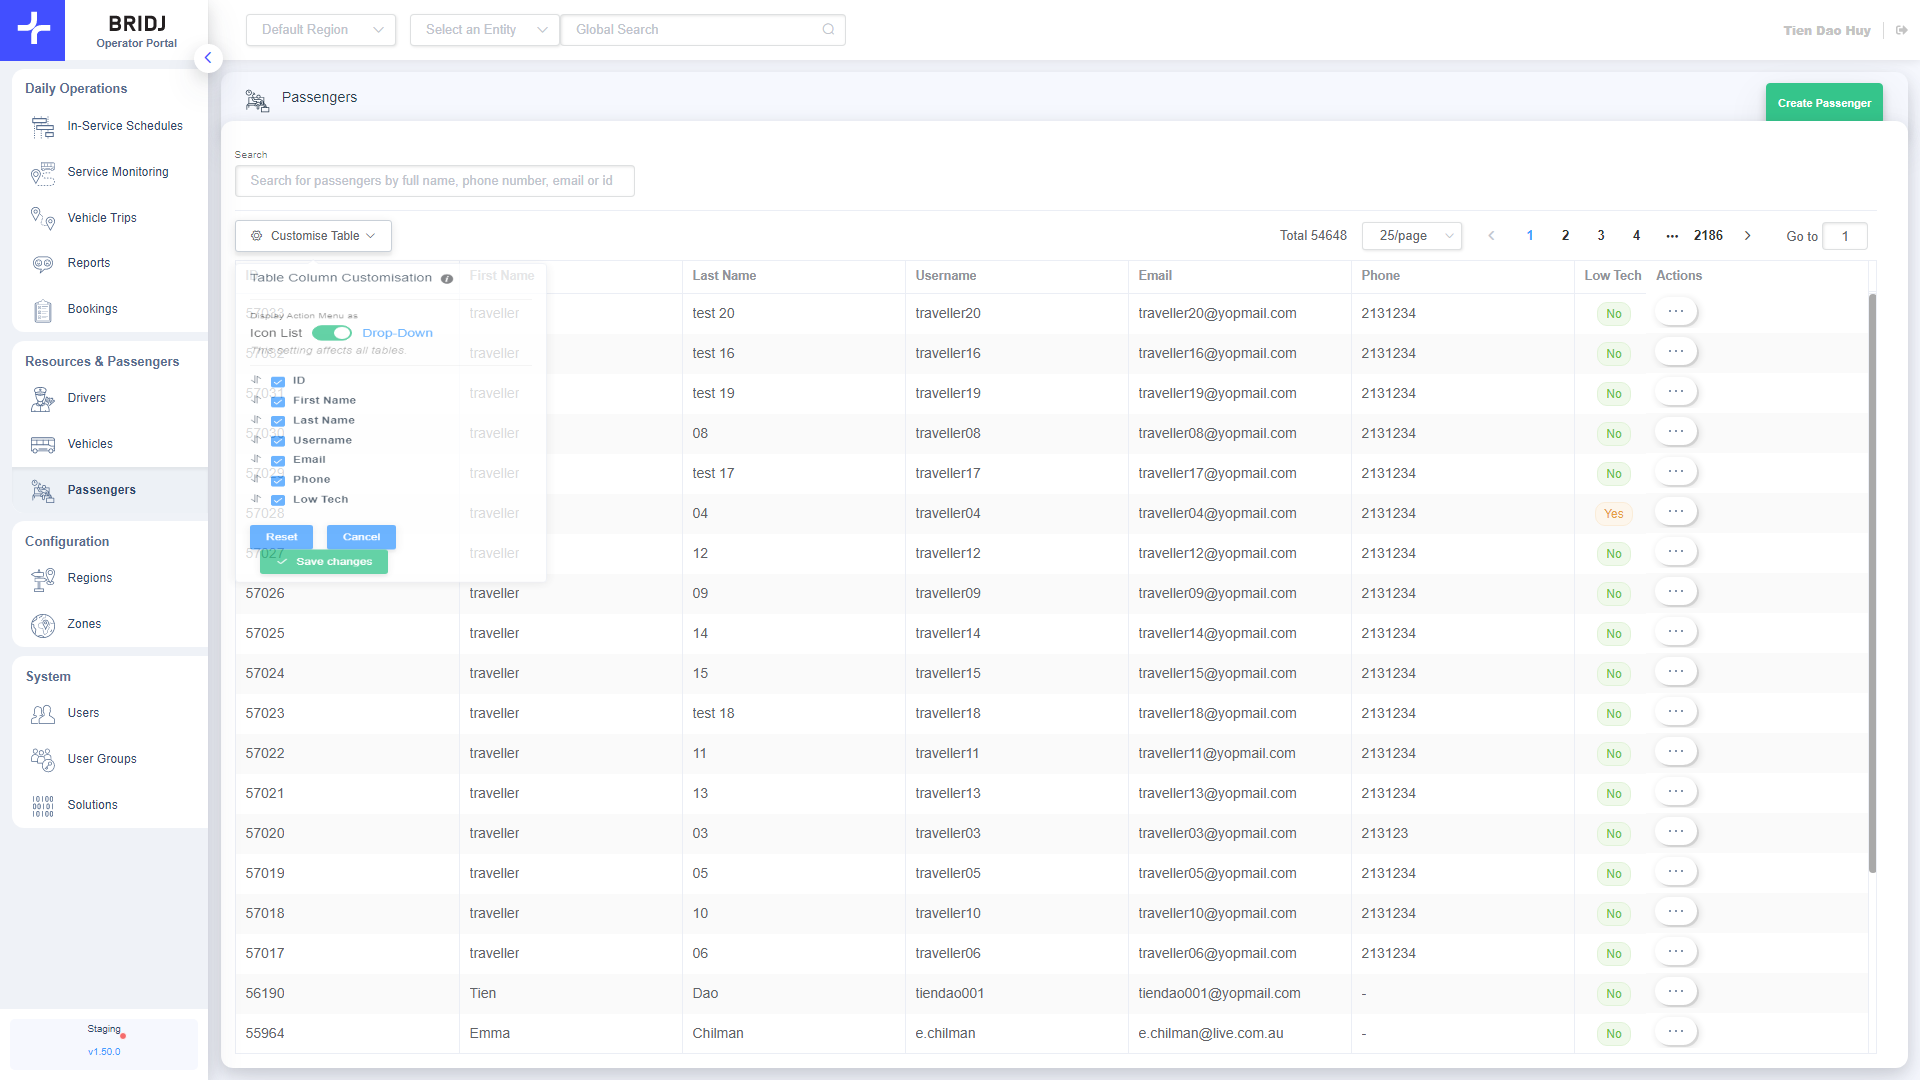 BRIDJ
Operator Portal
Default Region
Select an Entity
Global Search
Tien Dao Huy
Daily Operations
In-Service Schedules
Service Monitoring
Vehicle Trips
Reports
Bookings
Resources & Passengers
Drivers
Vehicles
Passengers
Configuration
Regions
Zones
System
Users
User Groups
Solutions
Staging
v1.50.0
Passengers
Create Passenger
Search
Search for passengers by full name, phone number, email or id
Customise Table
Total 54648 25/page 1 2 3 4 ••• 2186 Go to 1
Table Column Customisation
Display Action Menu as
Icon List Drop-Down
This setting affects all tables.
ID
First Name
Last Name
Username
Email
Phone
Low Tech
Reset Cancel
Save changes
ID First Name Last Name Username Email Phone Low Tech Actions
57033 traveller test 20 traveller20 traveller20@yopmail.com 2131234 No ...
57032 traveller test 16 traveller16 traveller16@yopmail.com 2131234 No ...
57031 traveller test 19 traveller19 traveller19@yopmail.com 2131234 No ...
57030 traveller 08 traveller08 traveller08@yopmail.com 2131234 No ...
57029 traveller test 17 traveller17 traveller17@yopmail.com 2131234 No ...
57028 traveller 04 traveller04 traveller04@yopmail.com 2131234 Yes ...
57027 traveller 12 traveller12 traveller12@yopmail.com 2131234 No ...
57026 traveller 09 traveller09 traveller09@yopmail.com 2131234 No ...
57025 traveller 14 traveller14 traveller14@yopmail.com 2131234 No ...
57024 traveller 15 traveller15 traveller15@yopmail.com 2131234 No ...
57023 traveller test 18 traveller18 traveller18@yopmail.com 2131234 No ...
57022 traveller 11 traveller11 traveller11@yopmail.com 2131234 No ...
57021 traveller 13 traveller13 traveller13@yopmail.com 2131234 No ...
57020 traveller 03 traveller03 traveller03@yopmail.com 213123 No ...
57019 traveller 05 traveller05 traveller05@yopmail.com 2131234 No ...
57018 traveller 10 traveller10 traveller10@yopmail.com 2131234 No ...
57017 traveller 06 traveller06 traveller06@yopmail.com 2131234 No ...
56190 Tien Dao tiendao001 tiendao001@yopmail.com - No ...
55964 Emma Chilman e.chilman e.chilman@live.com.au - No ...